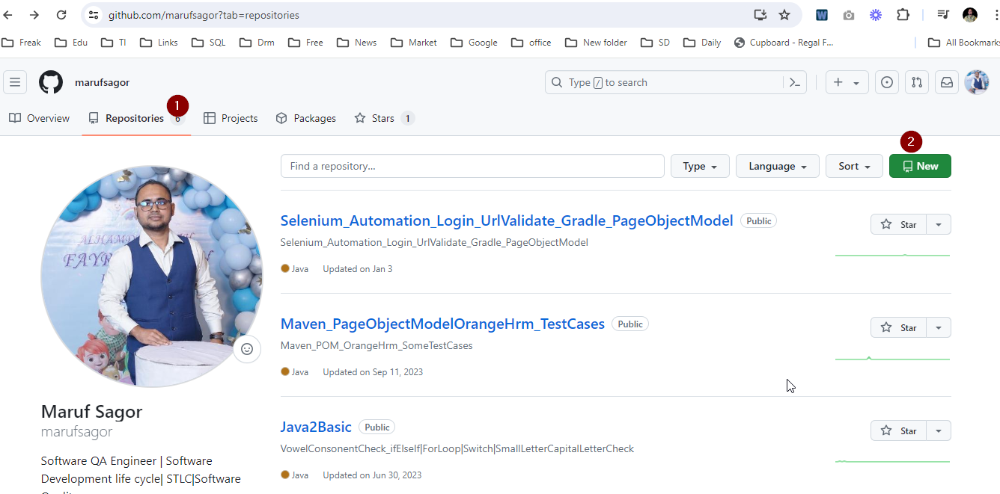 github.com/marufsagor?tab=repositories
Freak Edu TI Links SQL Drm Free News Market Google office New folder SD Daily Cupboard - Regal F... All Bookmarks
marufsagor Type / to search
1
Overview Repositories 6 Projects Packages Stars 1
2
Find a repository... Type Language Sort New
Selenium_Automation_Login_UrlValidate_Gradle_PageObjectModel Public Star
Selenium_Automation_Login_UrlValidate_Gradle_PageObjectModel
Java Updated on Jan 3
Maven_PageObjectModelOrangeHrm_TestCases Public Star
Maven_POM_OrangeHrm_SomeTestCases
Java Updated on Sep 11, 2023
Maruf Sagor
marufsagor
Java2Basic Public Star
VowelConsonentCheck_ifElseIf|ForLoop|Switch|SmallLetterCapitalLetterCheck
Java Updated on Jun 30, 2023
Software QA Engineer | Software
Development life cycle| STLC|Software